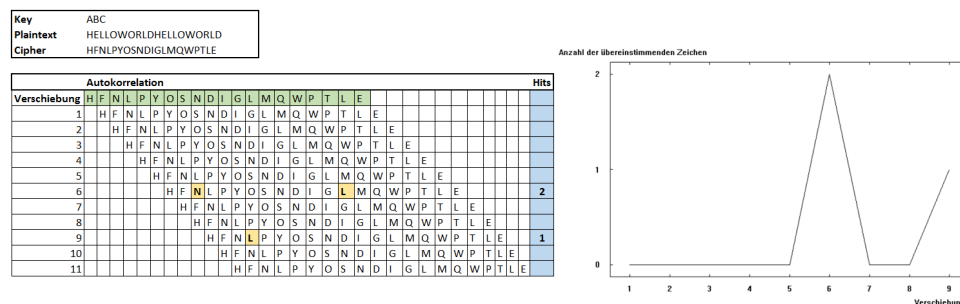 Key ABC
Plaintext HELLOWORLDHELLOWORLD
Cipher HFNLPYOSNDIGLMQWPTLE
Autokorrelation Hits
Verschiebung H F N L P Y O S N D I G L M Q W P T L E
1 H F N L P Y O S N D I G L M Q W P T L E
2 H F N L P Y O S N D I G L M Q W P T L E
3 H F N L P Y O S N D I G L M Q W P T L E
4 H F N L P Y O S N D I G L M Q W P T L E
5 H F N L P Y O S N D I G L M Q W P T L E
6 H F N L P Y O S N D I G L M Q W P T L E 2
7 H F N L P Y O S N D I G L M Q W P T L E
8 H F N L P Y O S N D I G L M Q W P T L E
9 H F N L P Y O S N D I G L M Q W P T L E 1
10 H F N L P Y O S N D I G L M Q W P T L E
11 H F N L P Y O S N D I G L M Q W P T L E
Anzahl der übereinstimmenden Zeichen
2
1
0
1 2 3 4 5 6 7 8 9
Verschiebun